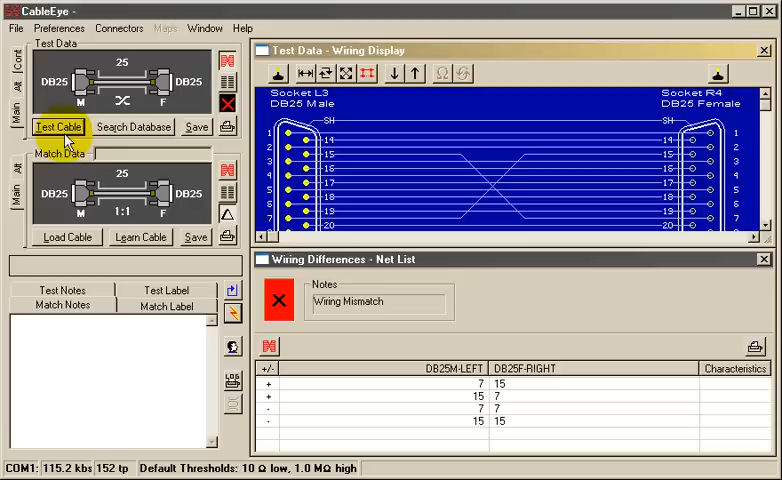 CableEye -
File Preferences Connectors Maps Window Help
Test Data
Cont
Alt
Main
25
DB25 DB25
M F
Test Cable Search Database Save
Match Data
Alt
Main
25
DB25 DB25
M 1:1 F
Load Cable Learn Cable Save
Test Notes Test Label
Match Notes Match Label
LOG
Test Data - Wiring Display
Socket L3 Socket R4
DB25 Male DB25 Female
SH SH
1 1
14 14
2 2
15 15
3 3
16 16
4 4
17 17
5 5
18 18
6 6
19 19
7 7
20 20
Wiring Differences - Net List
Notes
Wiring Mismatch
+/- DB25M-LEFT DB25F-RIGHT Characteristics
+ 7 15
+ 15 7
- 7 7
- 15 15
COM1: 115.2 kbs 152 tp Default Thresholds: 10 Ω low, 1.0 MΩ high